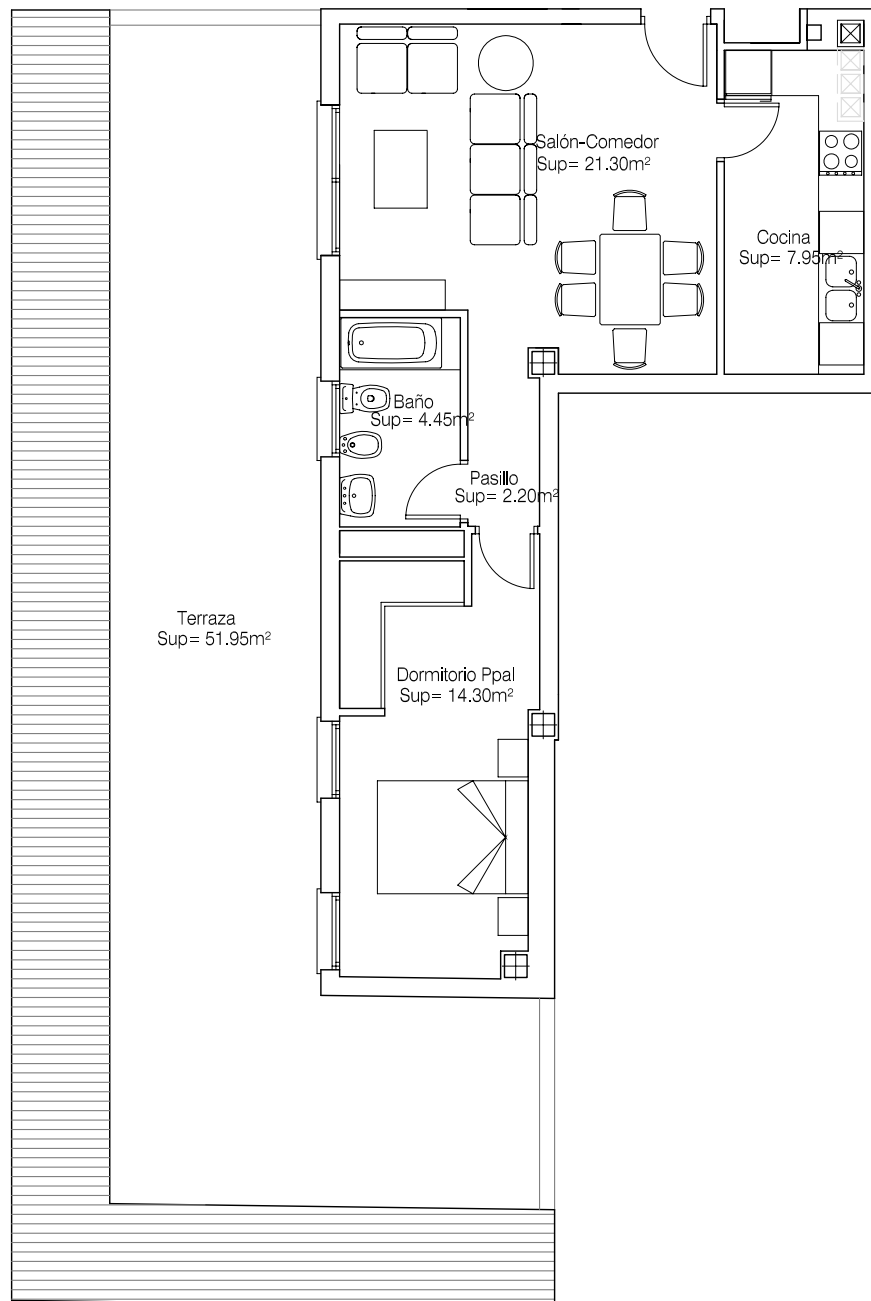 Salón-Comedor
Sup= 21.30m²
Cocina
Sup= 7.95m²
Baño
Sup= 4.45m²
Pasillo
Sup= 2.20m²
Terraza
Sup= 51.95m²
Dormitorio Ppal
Sup= 14.30m²